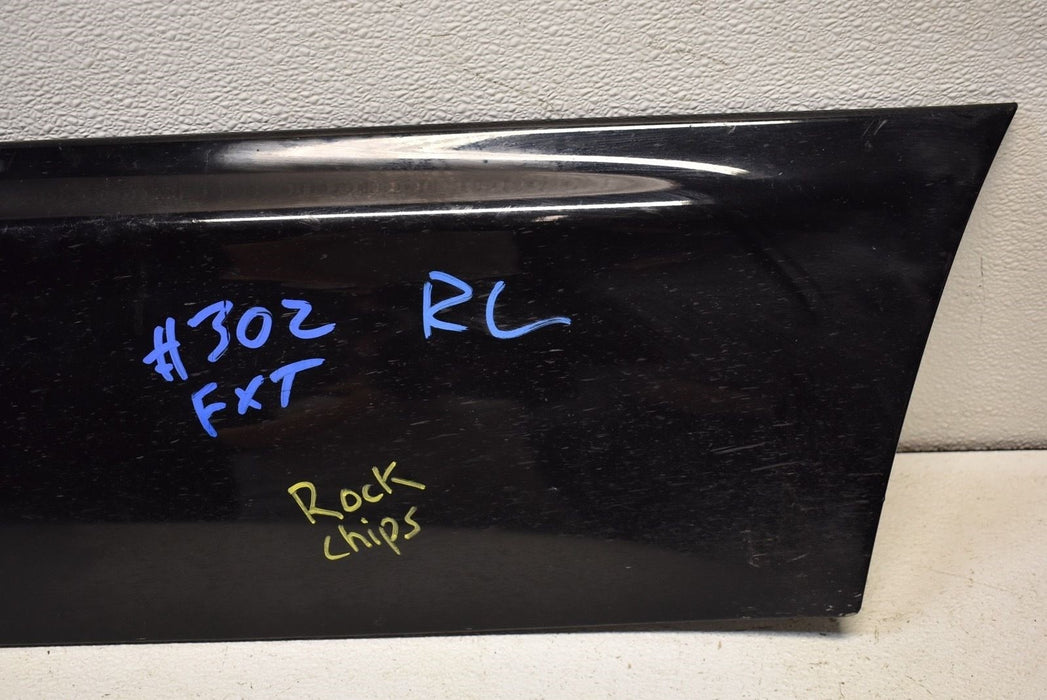 #302 RL
FXT
Rock
chips